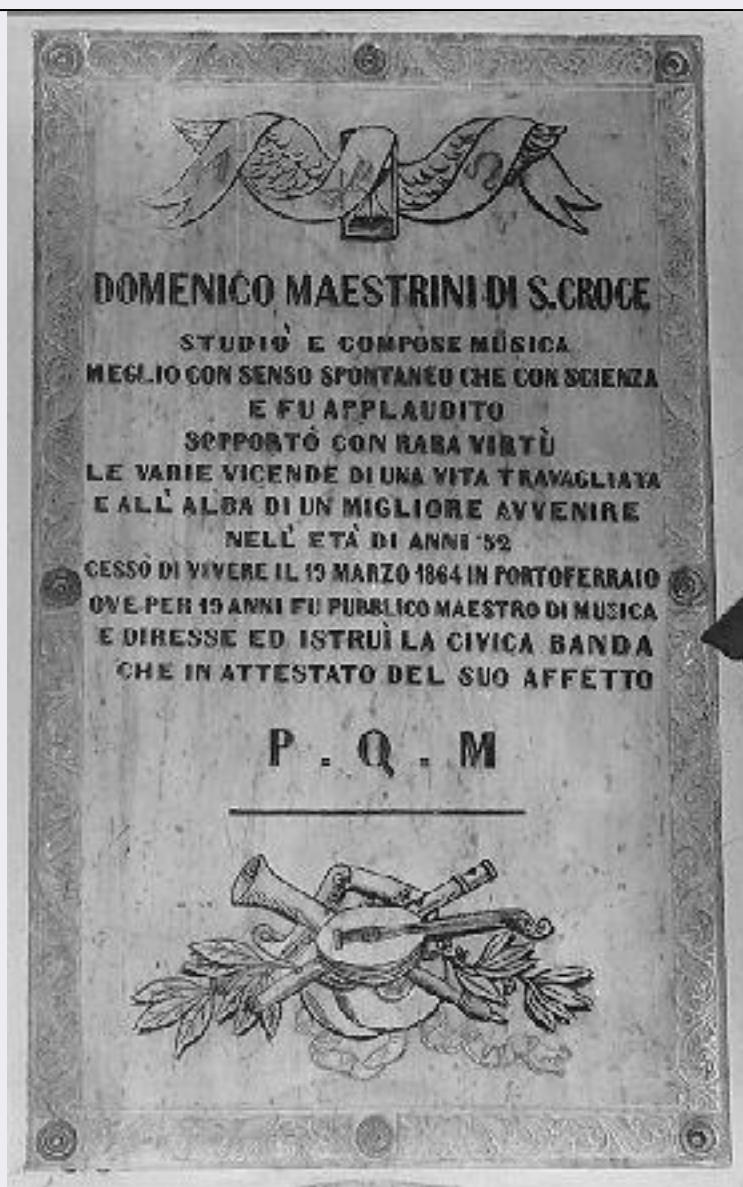 DOMENICO MAESTRINI DI S. CROCE
STUDIO' E COMPOSE MUSICA
MEGLIO CON SENSO SPONTANEO CHE CON SCIENZA
E FU APPLAUDITO
SOPPORTÒ CON RARA VIRTÙ
LE VARIE VICENDE DI UNA VITA TRAVAGLIATA
E ALL' ALBA DI UN MIGLIORE AVVENIRE
NELL' ETÀ DI ANNI 52
CESSÒ DI VIVERE IL 19 MARZO 1864 IN PORTOFERRAIO
OVE PER 19 ANNI FU PUBBLICO MAESTRO DI MUSICA
E DIRESSE ED ISTRUÌ LA CIVICA BANDA
CHE IN ATTESTATO DEL SUO AFFETTO
P . Q . M